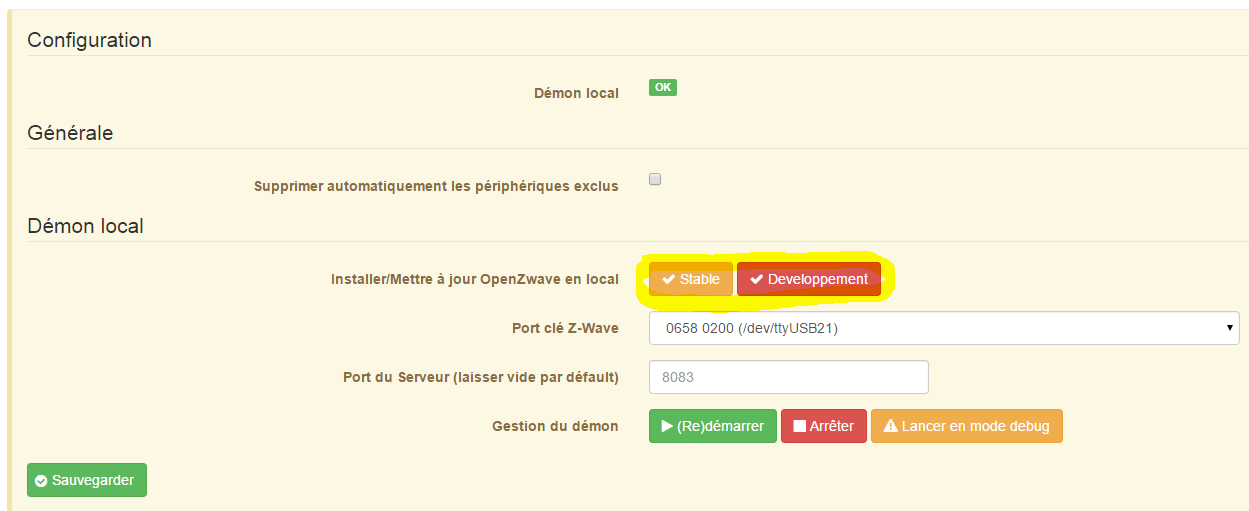 Configuration
Démon local OK
Générale
Supprimer automatiquement les périphériques exclus
Démon local
Installer/Mettre à jour OpenZwave en local Stable Developpement
Port clé Z-Wave 0658 0200 (/dev/ttyUSB21)
Port du Serveur (laisser vide par défault) 8083
Gestion du démon (Re)démarrer Arrêter Lancer en mode debug
Sauvegarder